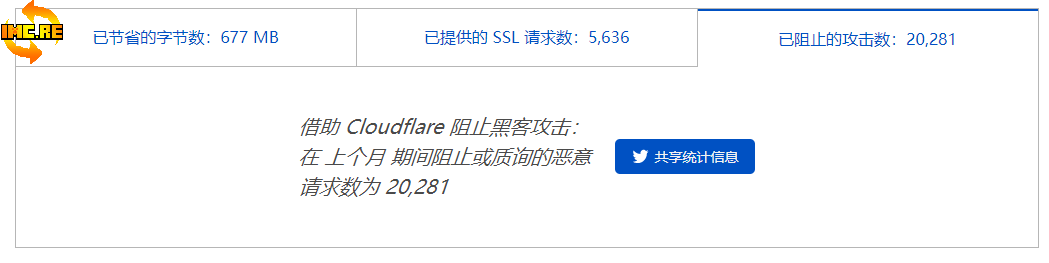 IMC.RE
已节省的字节数：677 MB
已提供的 SSL 请求数：5,636
已阻止的攻击数：20,281
借助 Cloudflare 阻止黑客攻击：
在 上个月 期间阻止或质询的恶意
请求数为 20,281
共享统计信息